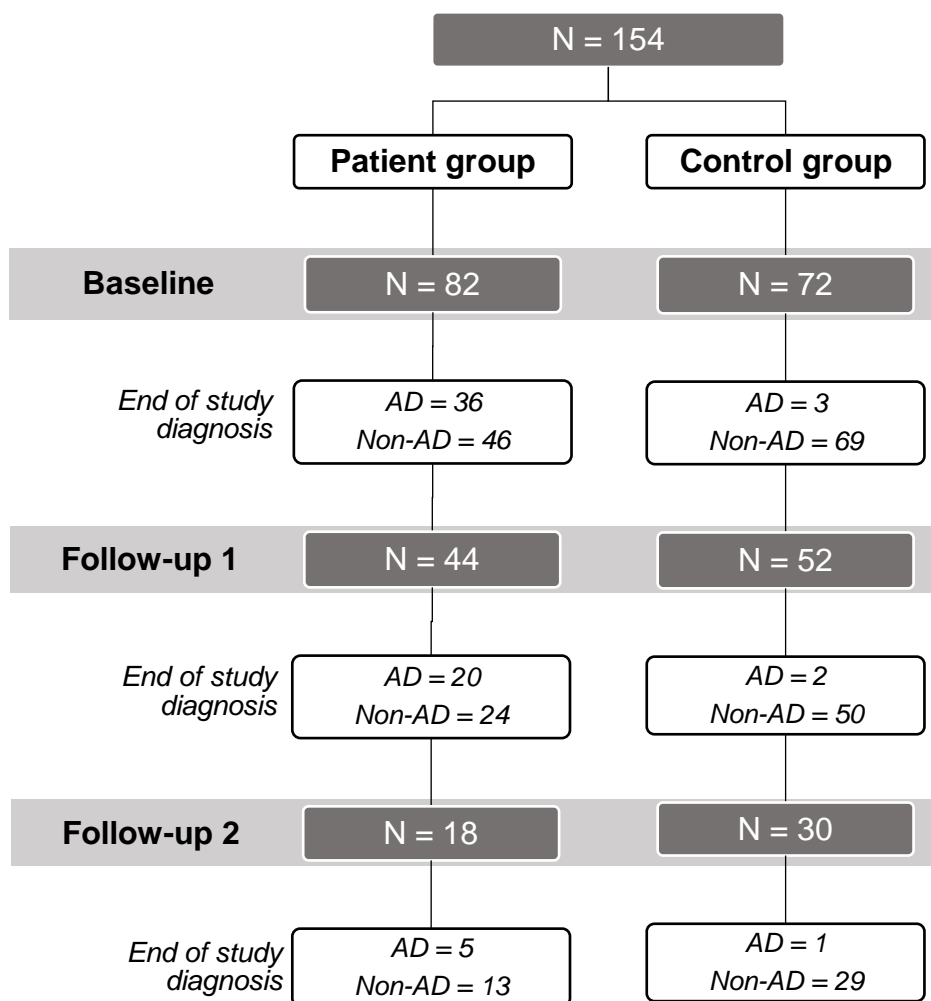 N = 154
Patient group
Control group
Baseline
N = 82
N = 72
End of study
diagnosis
AD = 36
Non-AD = 46
AD = 3
Non-AD = 69
Follow-up 1
N = 44
N = 52
End of study
diagnosis
AD = 20
Non-AD = 24
AD = 2
Non-AD = 50
Follow-up 2
N = 18
N = 30
End of study
diagnosis
AD = 5
Non-AD = 13
AD = 1
Non-AD = 29